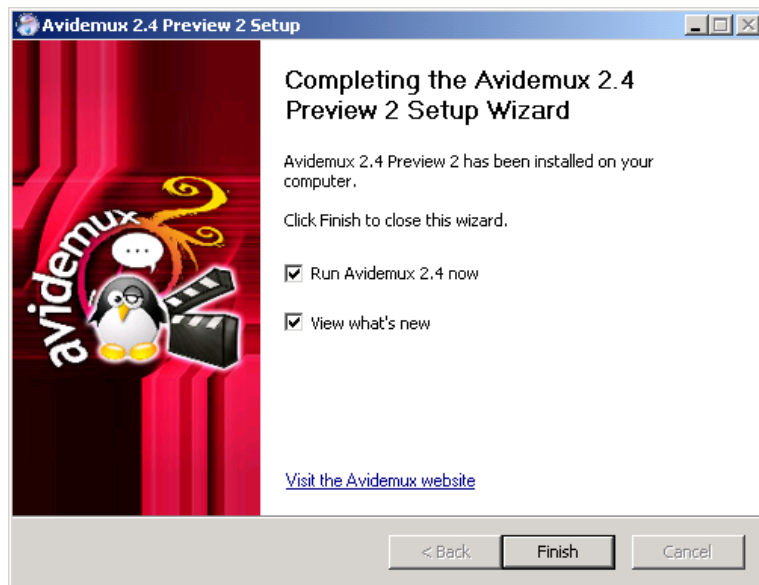 Avidemux 2.4 Preview 2 Setup
Completing the Avidemux 2.4
Preview 2 Setup Wizard
Avidemux 2.4 Preview 2 has been installed on your
computer.
Click Finish to close this wizard.
Run Avidemux 2.4 now
View what's new
avidemux 2
...
Visit the Avidemux website
< Back Finish Cancel